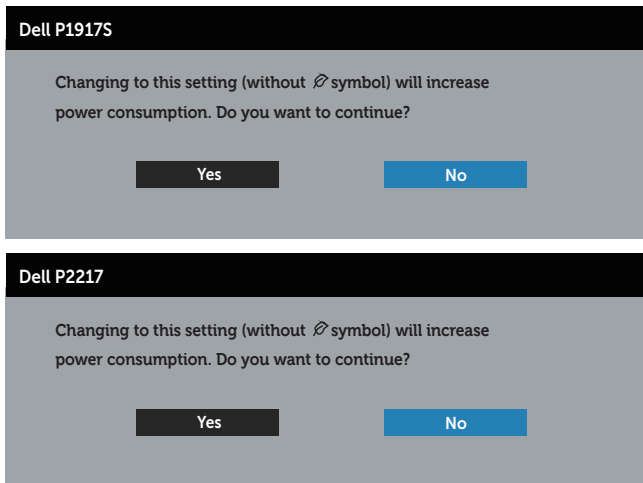 Dell P1917S
Changing to this setting (without symbol) will increase
power consumption. Do you want to continue?
Yes No
Dell P2217
Changing to this setting (without symbol) will increase
power consumption. Do you want to continue?
Yes No